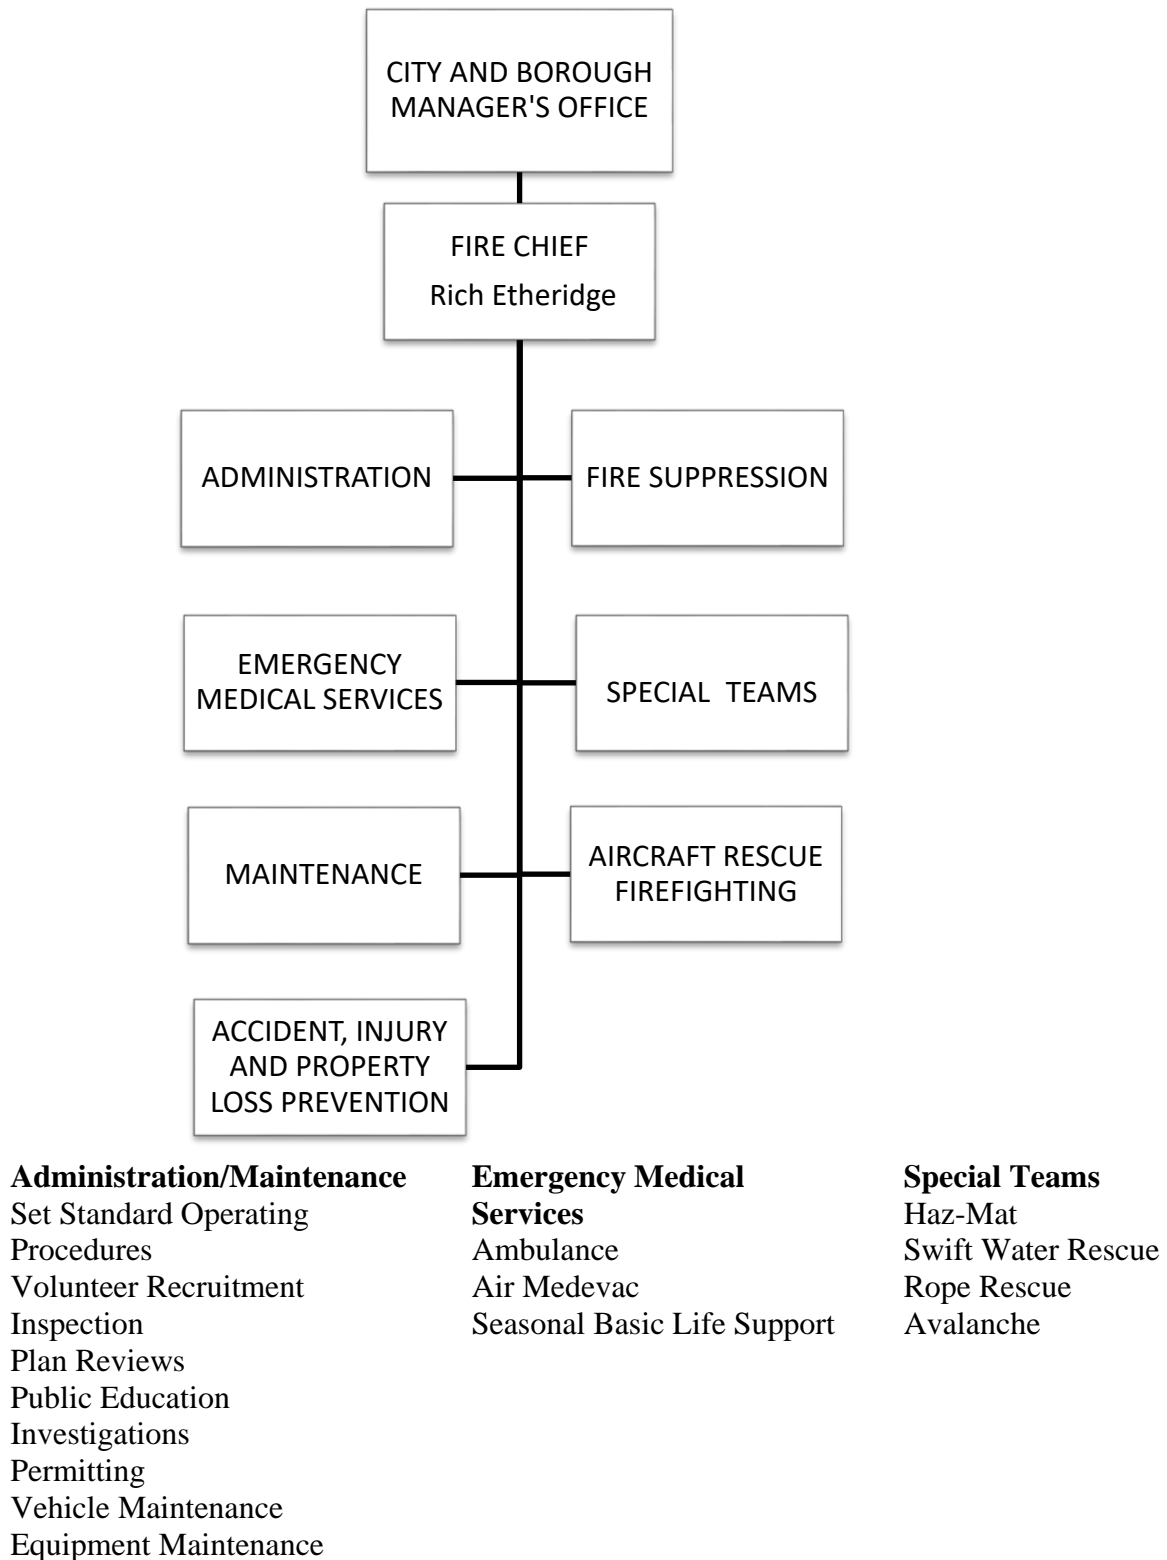 CITY AND BOROUGH
MANAGER'S OFFICE
FIRE CHIEF
Rich Etheridge
ADMINISTRATION
FIRE SUPPRESSION
EMERGENCY
MEDICAL SERVICES
SPECIAL TEAMS
MAINTENANCE
AIRCRAFT RESCUE
FIREFIGHTING
ACCIDENT, INJURY
AND PROPERTY
LOSS PREVENTION
Administration/Maintenance
Set Standard Operating
Procedures
Volunteer Recruitment
Inspection
Plan Reviews
Public Education
Investigations
Permitting
Vehicle Maintenance
Equipment Maintenance
Emergency Medical
Services
Ambulance
Air Medevac
Seasonal Basic Life Support
Special Teams
Haz-Mat
Swift Water Rescue
Rope Rescue
Avalanche